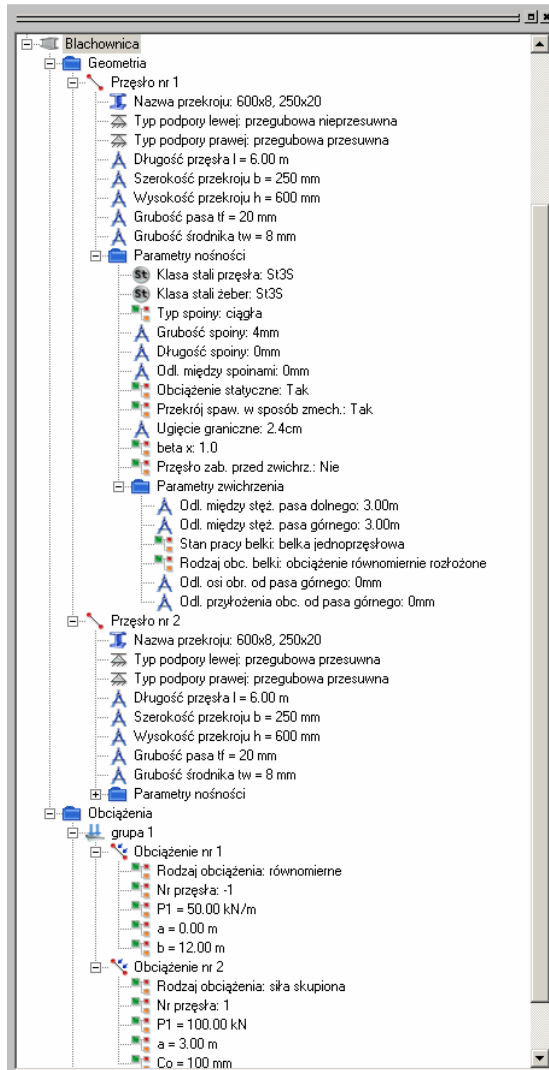 Blachownica
Geometria
Przęsło nr 1
Nazwa przekroju: 600x8, 250x20
Typ podpory lewej: przegubowa nieprzesuwna
Typ podpory prawej: przegubowa przesuwna
Długość przęsła l = 6.00 m
Szerokość przekroju b = 250 mm
Wysokość przekroju h = 600 mm
Grubość pasa tf = 20 mm
Grubość środnika tw = 8 mm
Parametry nośności
St Klasa stali przęsła: St3S
St Klasa stali żeber: St3S
Typ spoiny: ciągła
Grubość spoiny: 4mm
Długość spoiny: 0mm
Odl. między spoinami: 0mm
Obciążenie statyczne: Tak
Przekrój spaw. w sposób zmech.: Tak
Ugięcie graniczne: 2.4cm
beta x: 1.0
Przęsło zab. przed zwichrz.: Nie
Parametry zwichrzenia
Odl. między stęż. pasa dolnego: 3.00m
Odl. między stęż. pasa górnego: 3.00m
Stan pracy belki: belka jednoprzęsłowa
Rodzaj obc. belki: obciążenie równomiernie rozłożone
Odl. osi obr. od pasa górnego: 0mm
Odl. przyłożenia obc. od pasa górnego: 0mm
Przęsło nr 2
Nazwa przekroju: 600x8, 250x20
Typ podpory lewej: przegubowa przesuwna
Typ podpory prawej: przegubowa przesuwna
Długość przęsła l = 6.00 m
Szerokość przekroju b = 250 mm
Wysokość przekroju h = 600 mm
Grubość pasa tf = 20 mm
Grubość środnika tw = 8 mm
Parametry nośności
Obciążenia
grupa 1
Obciążenie nr 1
Rodzaj obciążenia: równomierne
Nr przęsła: -1
P1 = 50.00 kN/m
a = 0.00 m
b = 12.00 m
Obciążenie nr 2
Rodzaj obciążenia: siła skupiona
Nr przęsła: 1
P1 = 100.00 kN
a = 3.00 m
Co = 100 mm